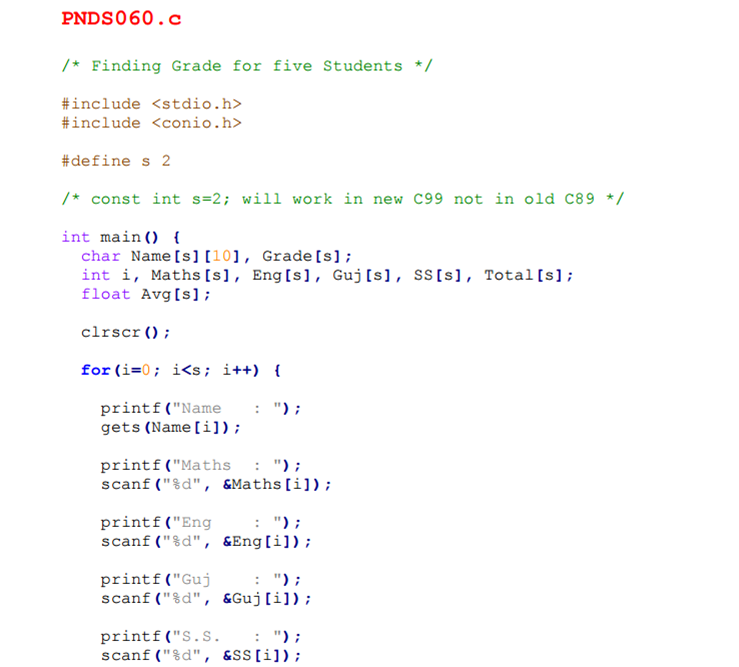 PNDS060.c
/* Finding Grade for five Students */
#include <stdio.h>
#include <conio.h>
#define s 2
/* const int s=2; will work in new C99 not in old C89 */
int main() {
char Name[s][10], Grade[s];
int i, Maths[s], Eng[s], Guj[s], SS[s], Total[s];
float Avg[s];
clrscr();
for(i=0; i<s; i++) {
printf("Name   : ");
gets(Name[i]);
printf("Maths  : ");
scanf("%d", &Maths[i]);
printf("Eng    : ");
scanf("%d", &Eng[i]);
printf("Guj    : ");
scanf("%d", &Guj[i]);
printf("S.S.   : ");
scanf("%d", &SS[i]);